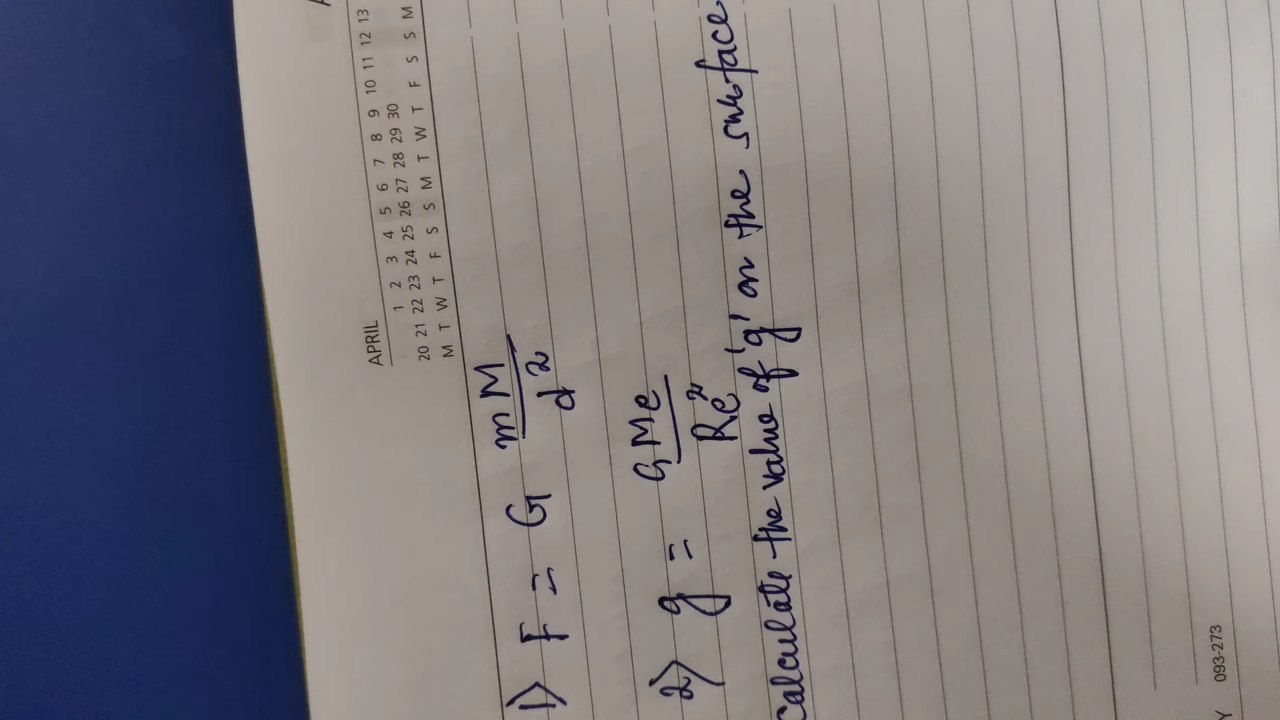 APRIL
1 2 3 4 5 6 7 8 9 10 11 12 13
20 21 22 23 24 25 26 27 28 29 30
M T W T F S S M T W T F S S M
1) F = G mM/d²
2) g = GMe/Re²
Calculate the value of 'g' on the surface
093-273